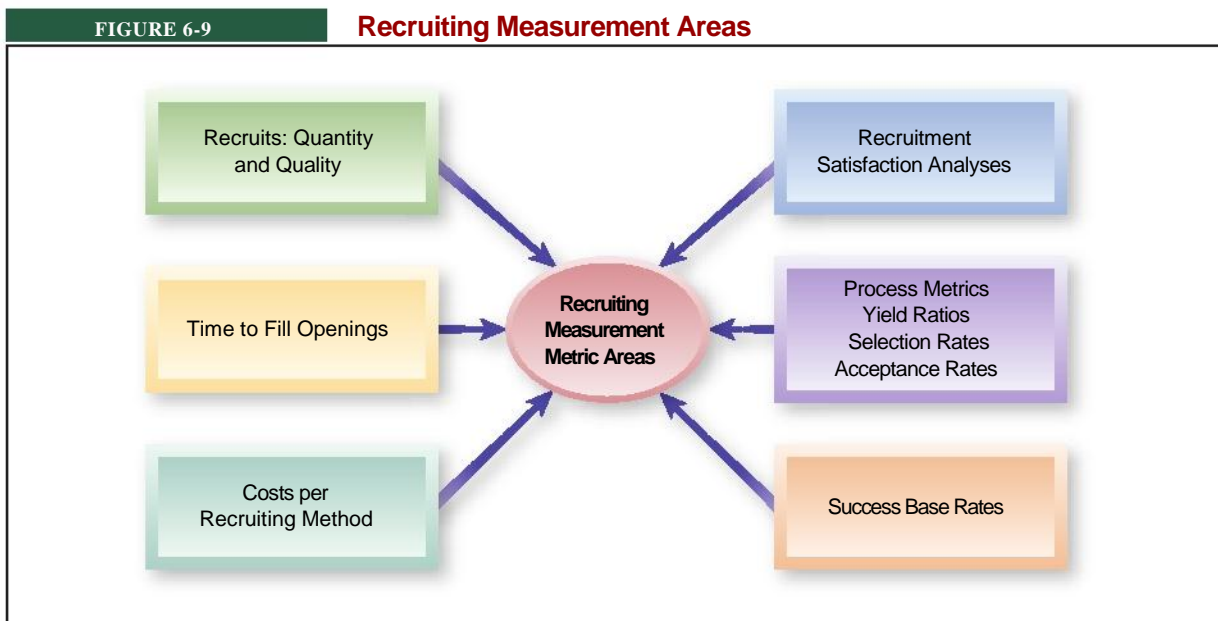 FIGURE 6-9
Recruiting Measurement Areas
Recruits: Quantity
and Quality
Recruitment
Satisfaction Analyses
Time to Fill Openings
Recruiting
Measurement
Metric Areas
Process Metrics
Yield Ratios
Selection Rates
Acceptance Rates
Costs per
Recruiting Method
Success Base Rates